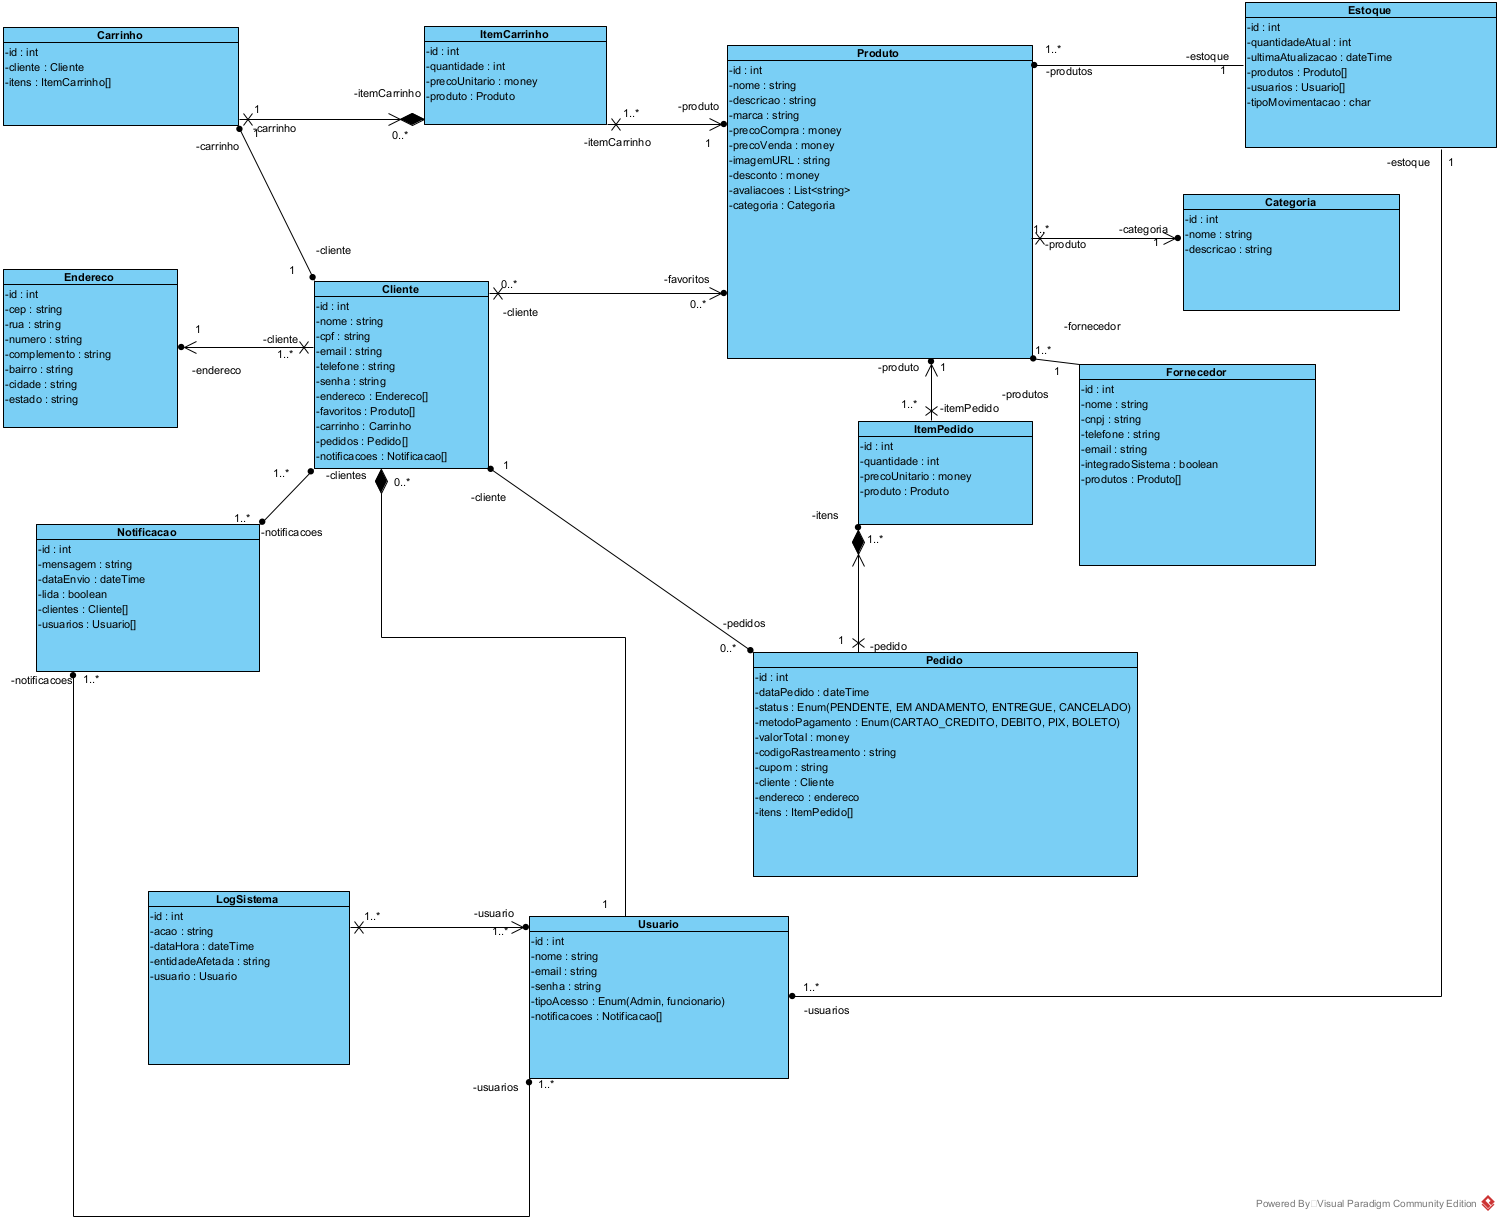 Carrinho
-id : int
-cliente : Cliente
-itens : ItemCarrinho[]
ItemCarrinho
-id : int
-quantidade : int
-precoUnitario : money
-produto : Produto
-itemCarrinho
1
-carrinho
0..*
1
-carrinho
1..*
-itemCarrinho
-produto
1
Produto
-id : int
-nome : string
-descricao : string
-marca : string
-precoCompra : money
-precoVenda : money
-imagemURL : string
-desconto : money
-avaliacoes : List<string>
-categoria : Categoria
1..*
-produtos
-estoque
1
Estoque
-id : int
-quantidadeAtual : int
-ultimaAtualizacao : dateTime
-produtos : Produto[]
-usuarios : Usuario[]
-tipoMovimentacao : char
-estoque
1
Categoria
-id : int
-nome : string
-descricao : string
1..*
-produto
-categoria
1
-cliente
1
Endereco
-id : int
-cep : string
-rua : string
-numero : string
-complemento : string
-bairro : string
-cidade : string
-estado : string
1
-endereco
-cliente
1..*
Cliente
-id : int
-nome : string
-cpf : string
-email : string
-telefone : string
-senha : string
-endereco : Endereco[]
-favoritos : Produto[]
-carrinho : Carrinho
-pedidos : Pedido[]
-notificacoes : Notificacao[]
0..*
-cliente
-favoritos
0..*
-fornecedor
1..*
1
-produtos
Fornecedor
-id : int
-nome : string
-cnpj : string
-telefone : string
-email : string
-integradoSistema : boolean
-produtos : Produto[]
-produto
1
1..*
-itemPedido
ItemPedido
-id : int
-quantidade : int
-precoUnitario : money
-produto : Produto
-itens
1..*
1
-pedido
1..*
-clientes
0..*
1
-cliente
1..*
-notificacoes
Notificacao
-id : int
-mensagem : string
-dataEnvio : dateTime
-lida : boolean
-clientes : Cliente[]
-usuarios : Usuario[]
-notificacoes
1..*
-pedidos
0..*
Pedido
-id : int
-dataPedido : dateTime
-status : Enum(PENDENTE, EM ANDAMENTO, ENTREGUE, CANCELADO)
-metodoPagamento : Enum(CARTAO_CREDITO, DEBITO, PIX, BOLETO)
-valorTotal : money
-codigoRastreamento : string
-cupom : string
-cliente : Cliente
-endereco : endereco
-itens : ItemPedido[]
LogSistema
-id : int
-acao : string
-dataHora : dateTime
-entidadeAfetada : string
-usuario : Usuario
1..*
-usuario
1..*
1
Usuario
-id : int
-nome : string
-email : string
-senha : string
-tipoAcesso : Enum(Admin, funcionario)
-notificacoes : Notificacao[]
1..*
-usuarios
-usuarios
1..*
Powered By Visual Paradigm Community Edition